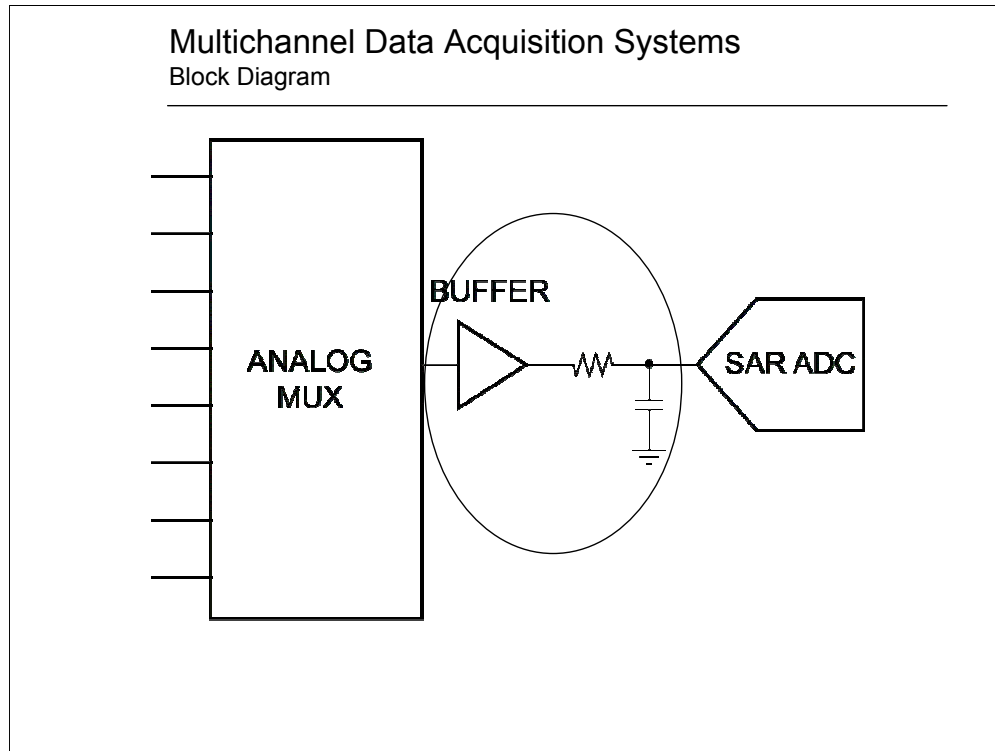 Multichannel Data Acquisition Systems
Block Diagram
BUFFER
ANALOG
MUX
SAR ADC